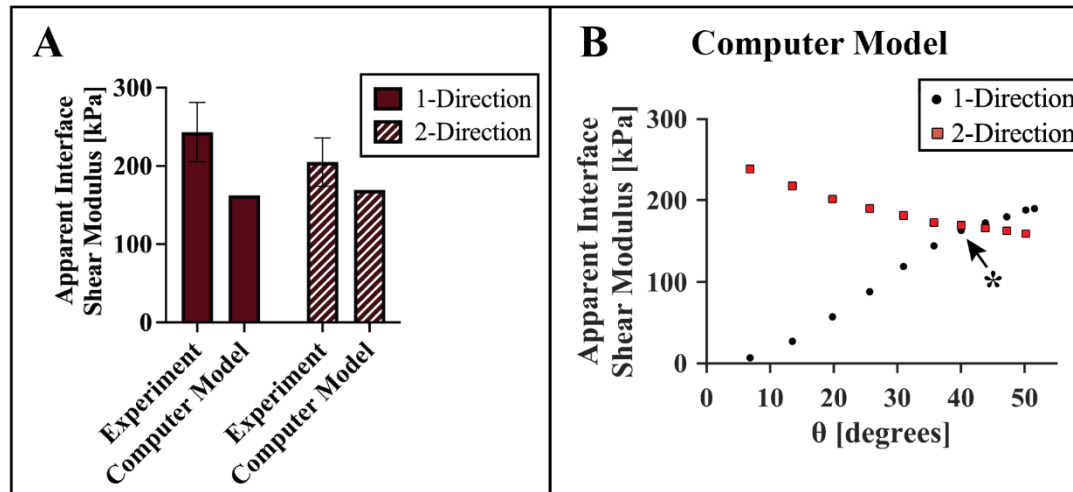 A
Apparent Interface
Shear Modulus [kPa]
300
200
100
0
1-Direction
2-Direction
Experiment
Computer Model
Experiment
Computer Model
B
Computer Model
Apparent Interface
Shear Modulus [kPa]
1-Direction
2-Direction
300
200
100
0
*
0 10 20 30 40 50
θ [degrees]